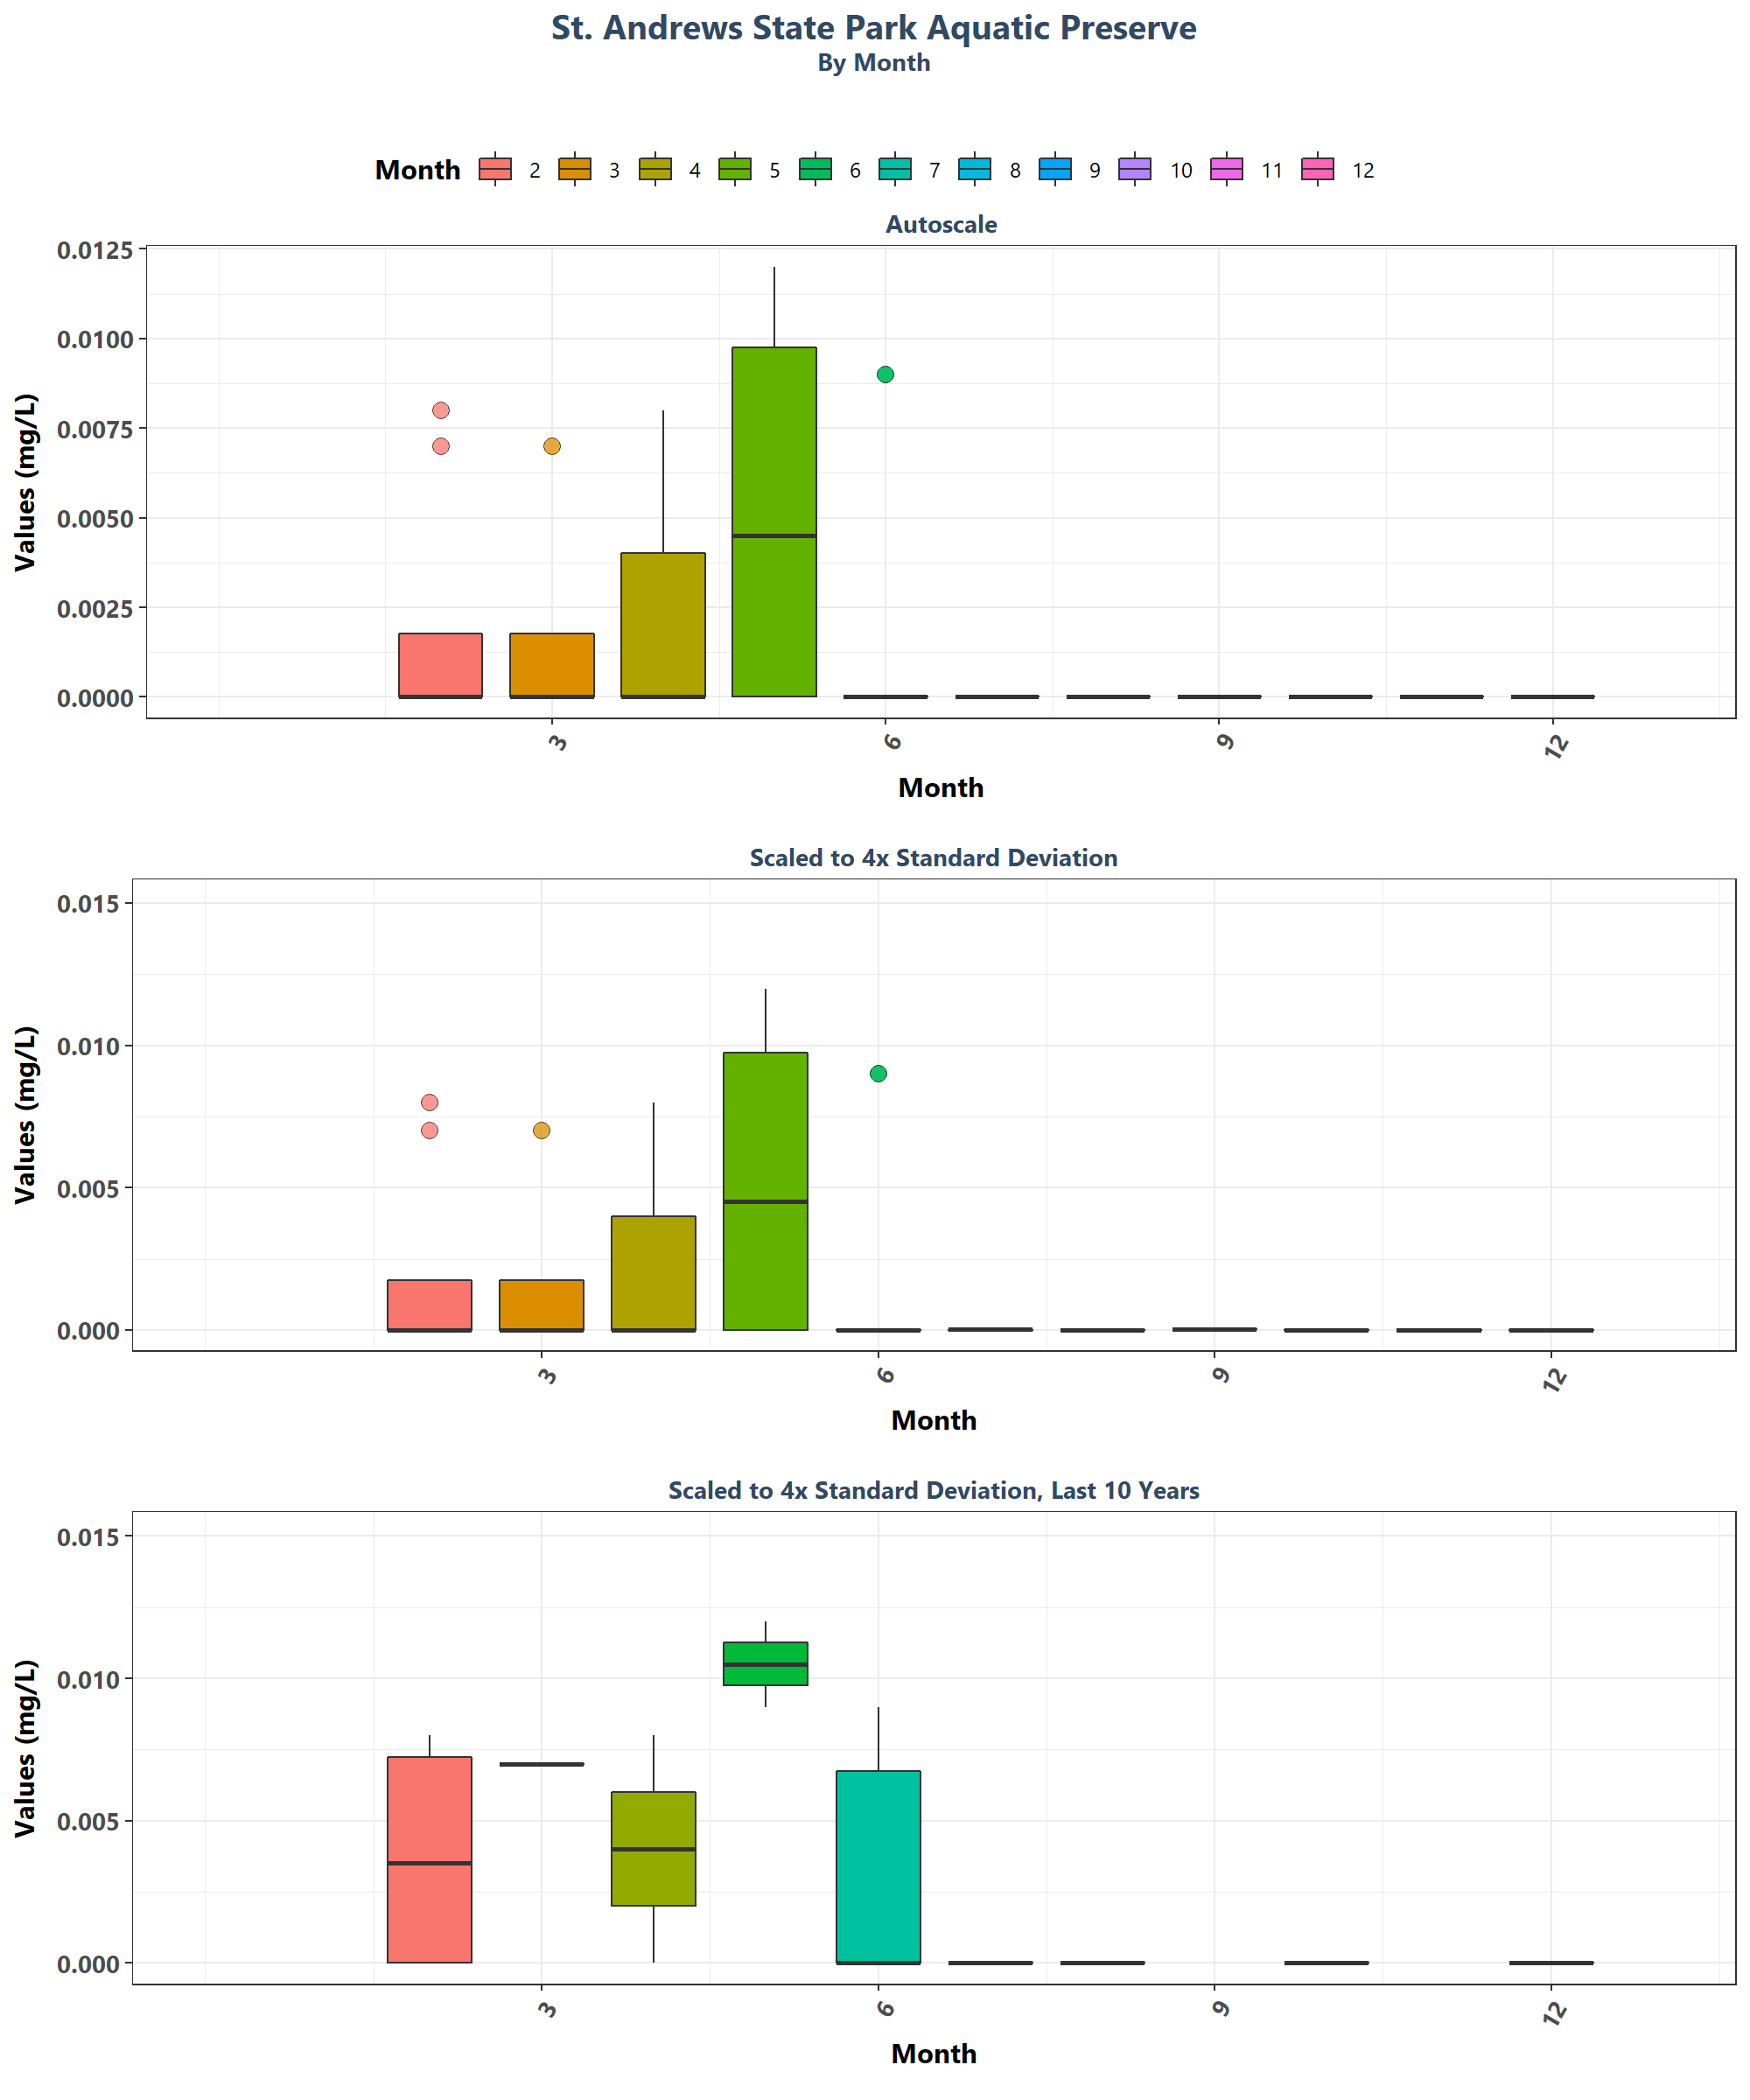 St. Andrews State Park Aquatic Preserve
By Month
Month 2 3 4 5 6 7 8 9 10 11 12
Autoscale
Values (mg/L)
0.0125
0.0100
0.0075
0.0050
0.0025
0.0000
3 6 9 12
Month
Scaled to 4x Standard Deviation
Values (mg/L)
0.015
0.010
0.005
0.000
3 6 9 12
Month
Scaled to 4x Standard Deviation, Last 10 Years
Values (mg/L)
0.015
0.010
0.005
0.000
3 6 9 12
Month